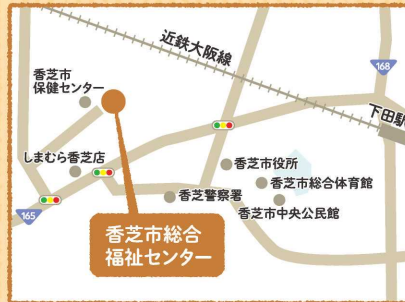 近鉄大阪線
168
香芝市
保健センター
下田駅
しまむら香芝店
香芝市役所
香芝市総合体育館
香芝警察署
香芝市中央公民館
165
香芝市総合
福祉センター